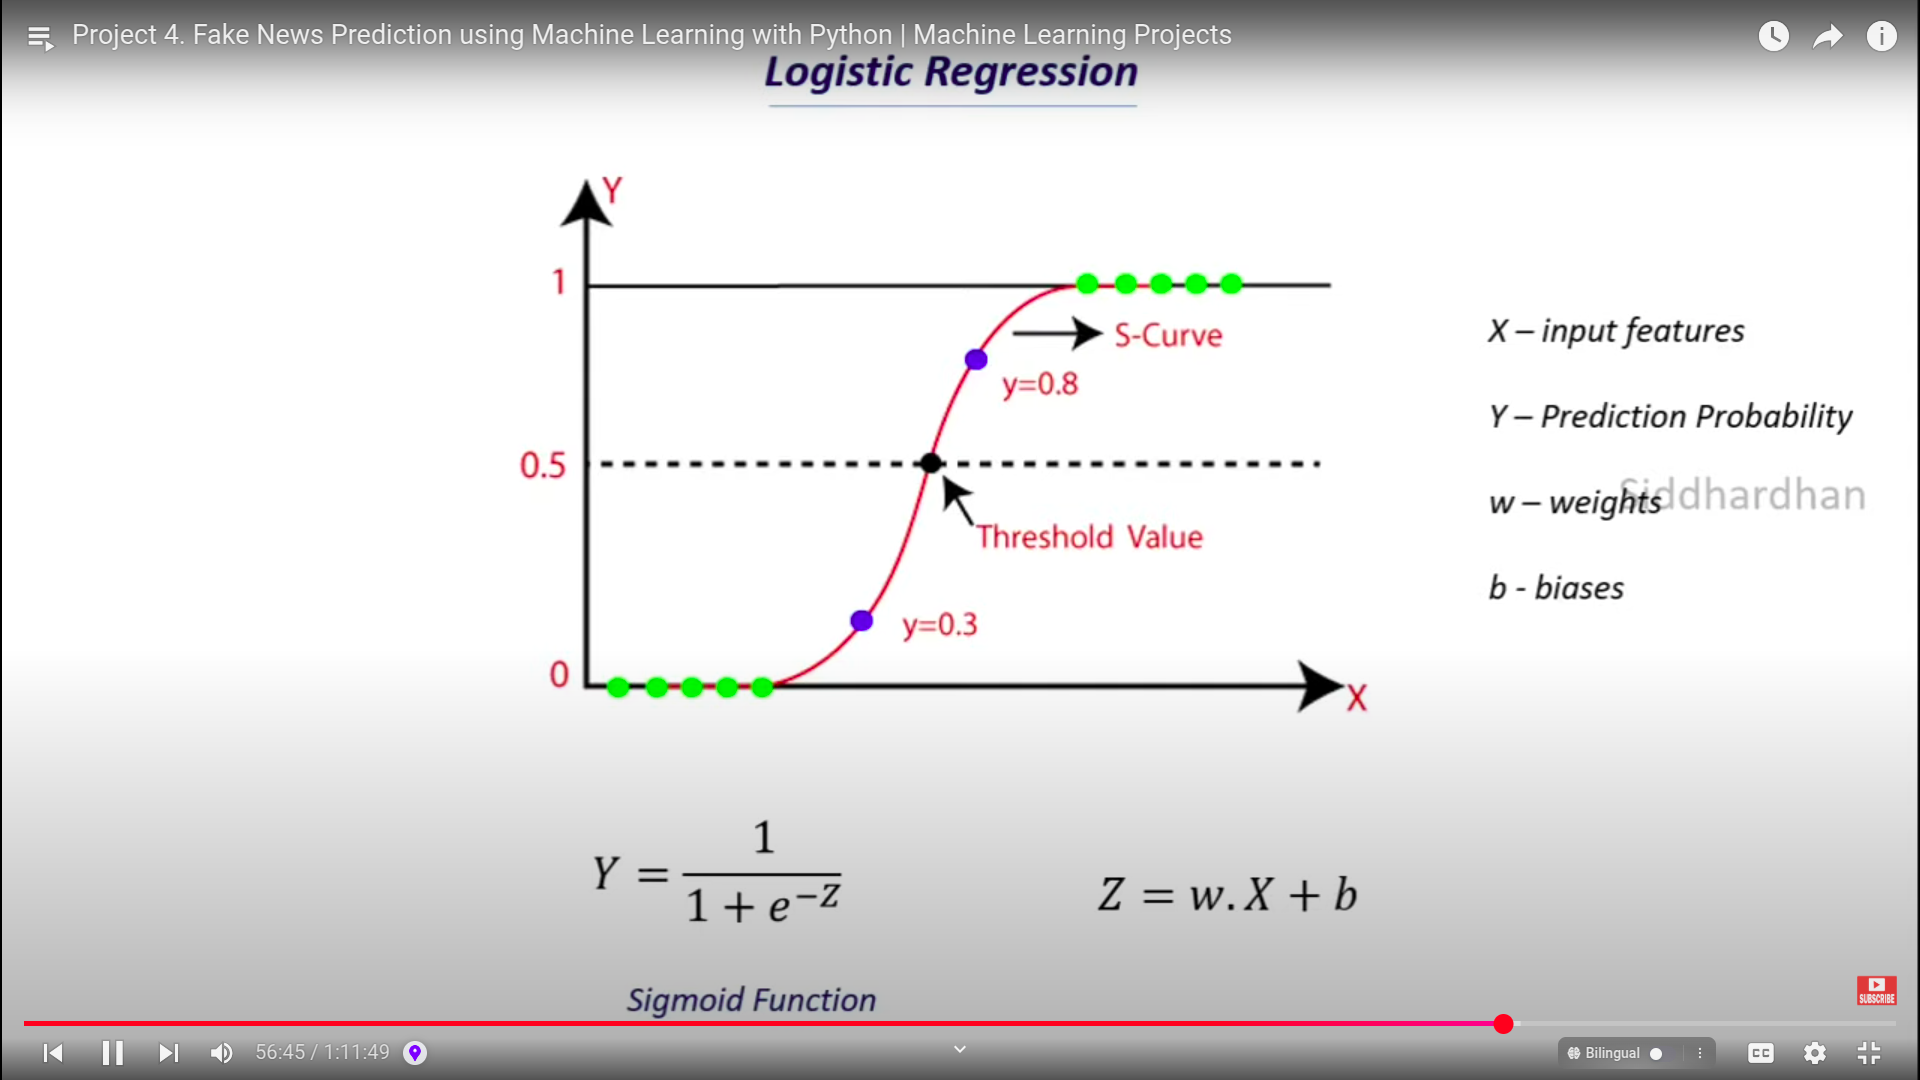 Project 4. Fake News Prediction using Machine Learning with Python | Machine Learning Projects
Logistic Regression
Y
1
S-Curve
y=0.8
0.5
Threshold Value
y=0.3
0
X
X – input features
Y – Prediction Probability
Siddhardhan
w – weights
b - biases
Y = 1 / (1 + e^−Z)
Z = w. X + b
Sigmoid Function
SUBSCRIBE
56:45 / 1:11:49
Bilingual
CC